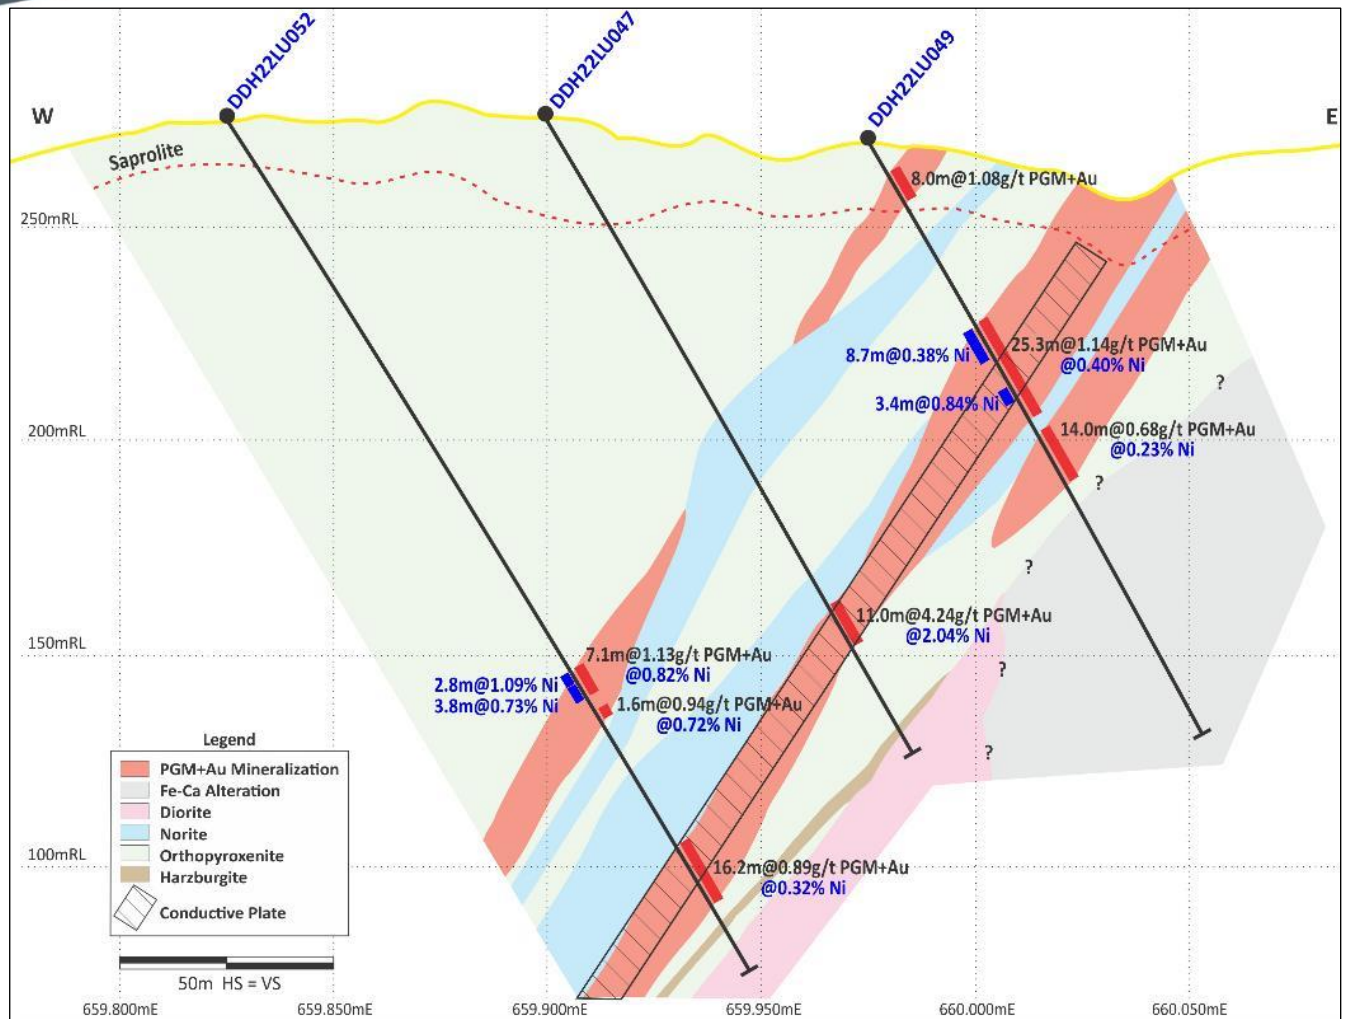 DDH22LU052
DDH22LU047
DDH22LU049
W
E
Saprolite
8.0m@1.08g/t PGM+Au
250mRL
8.7m@0.38% Ni
25.3m@1.14g/t PGM+Au
@0.40% Ni
3.4m@0.84% Ni
?
14.0m@0.68g/t PGM+Au
@0.23% Ni
200mRL
?
?
11.0m@4.24g/t PGM+Au
@2.04% Ni
150mRL
7.1m@1.13g/t PGM+Au
@0.82% Ni
?
2.8m@1.09% Ni
3.8m@0.73% Ni
1.6m@0.94g/t PGM+Au
@0.72% Ni
?
Legend
PGM+Au Mineralization
Fe-Ca Alteration
Diorite
Norite
Orthopyroxenite
Harzburgite
Conductive Plate
100mRL
16.2m@0.89g/t PGM+Au
@0.32% Ni
50m HS = VS
659.800mE
659.850mE
659.900mE
659.950mE
660.000mE
660.050mE